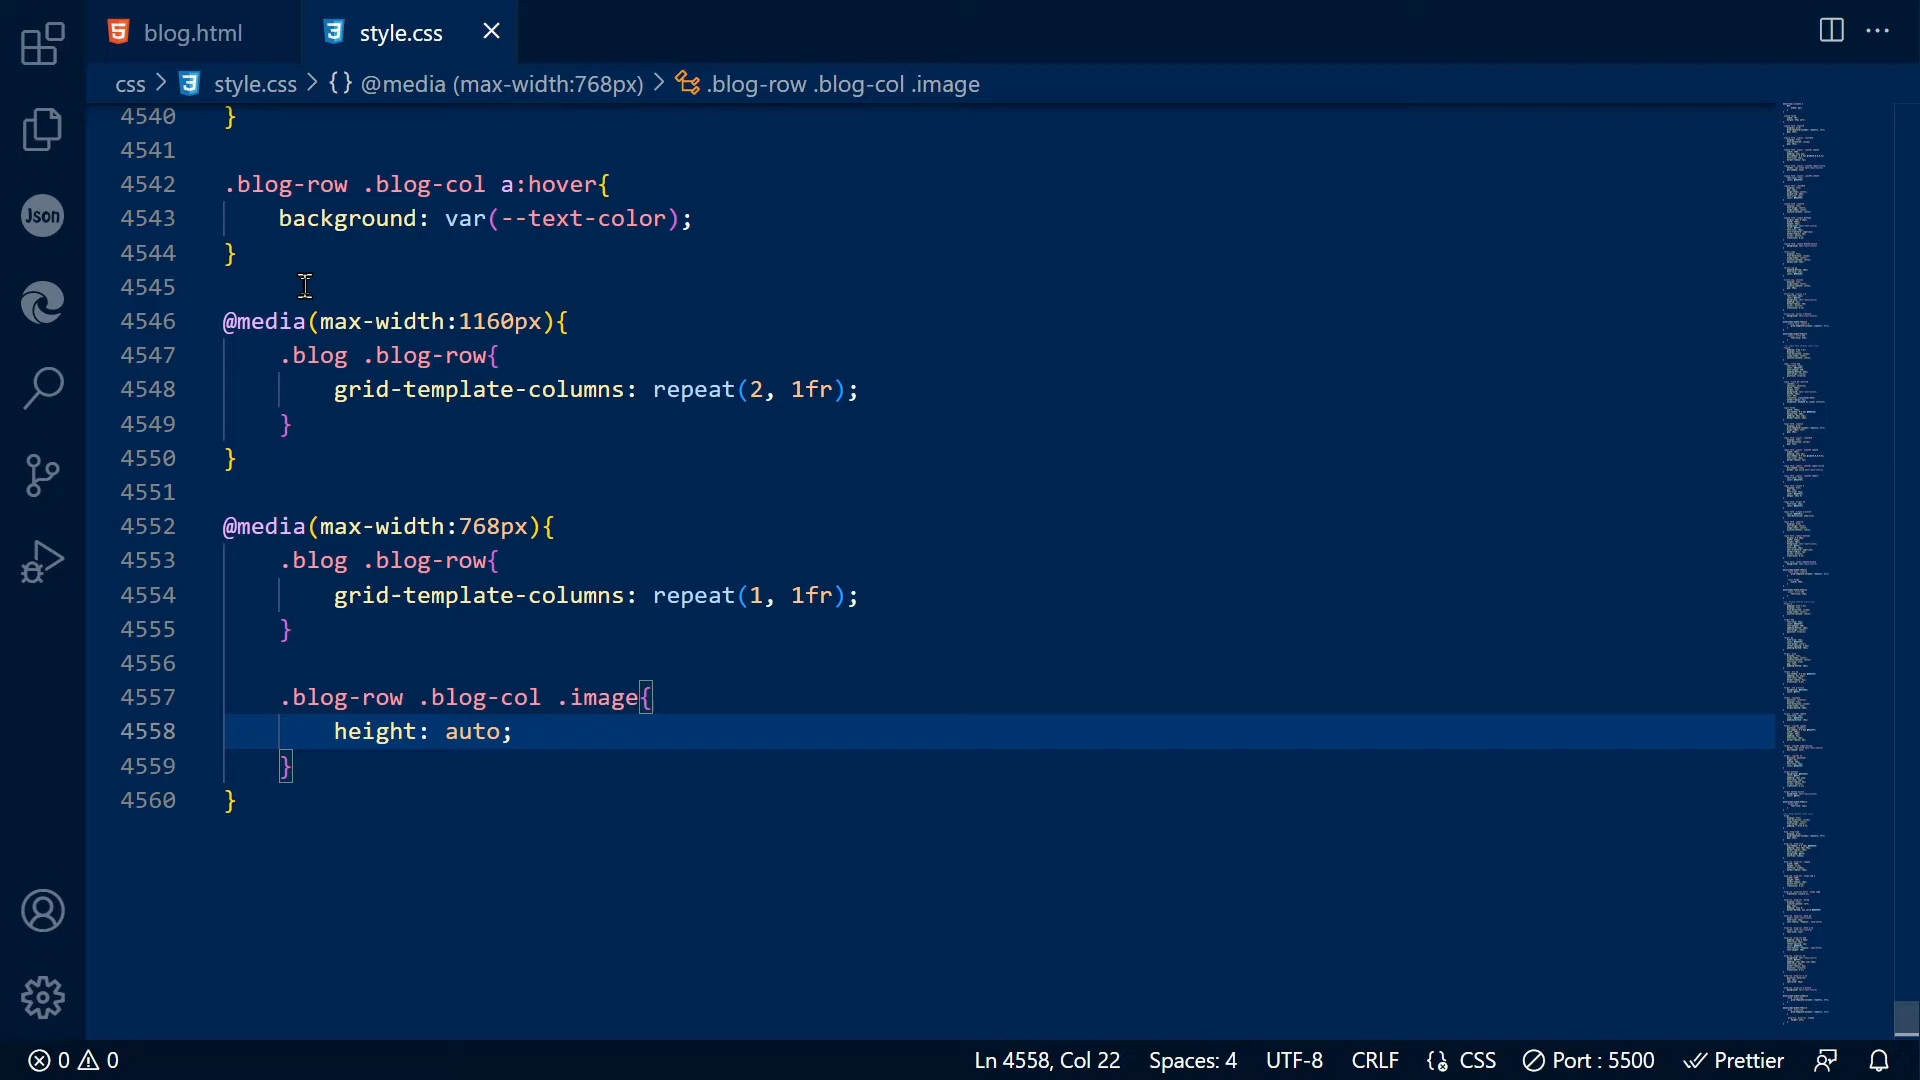 blog.html
style.css
css > style.css > {} @media (max-width:768px) > .blog-row .blog-col .image
Json
4540 }
4541
4542 .blog-row .blog-col a:hover{
4543 background: var(--text-color);
4544 }
4545
4546 @media(max-width:1160px){
4547 .blog .blog-row{
4548 grid-template-columns: repeat(2, 1fr);
4549 }
4550 }
4551
4552 @media(max-width:768px){
4553 .blog .blog-row{
4554 grid-template-columns: repeat(1, 1fr);
4555 }
4556
4557 .blog-row .blog-col .image{
4558 height: auto;
4559 }
4560 }
0 0 Ln 4558, Col 22 Spaces: 4 UTF-8 CRLF {} CSS Port : 5500 Prettier